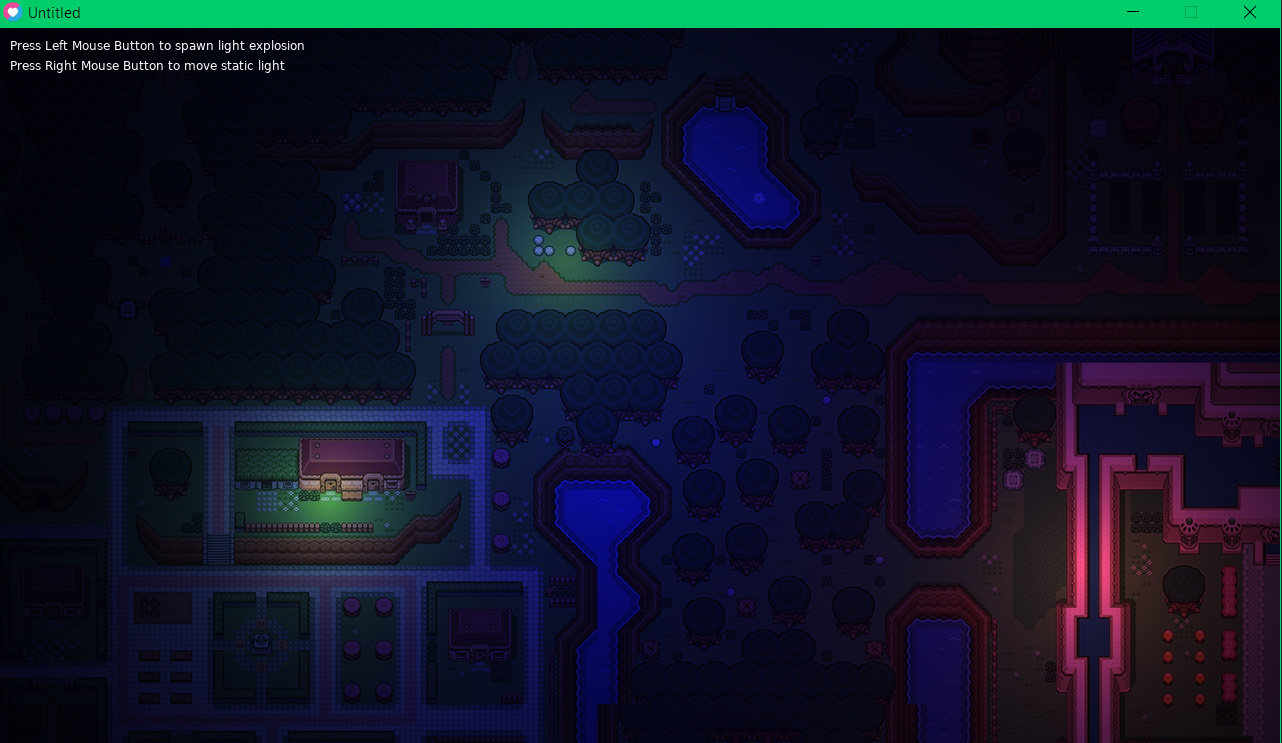 Untitled
Press Left Mouse Button to spawn light explosion
Press Right Mouse Button to move static light